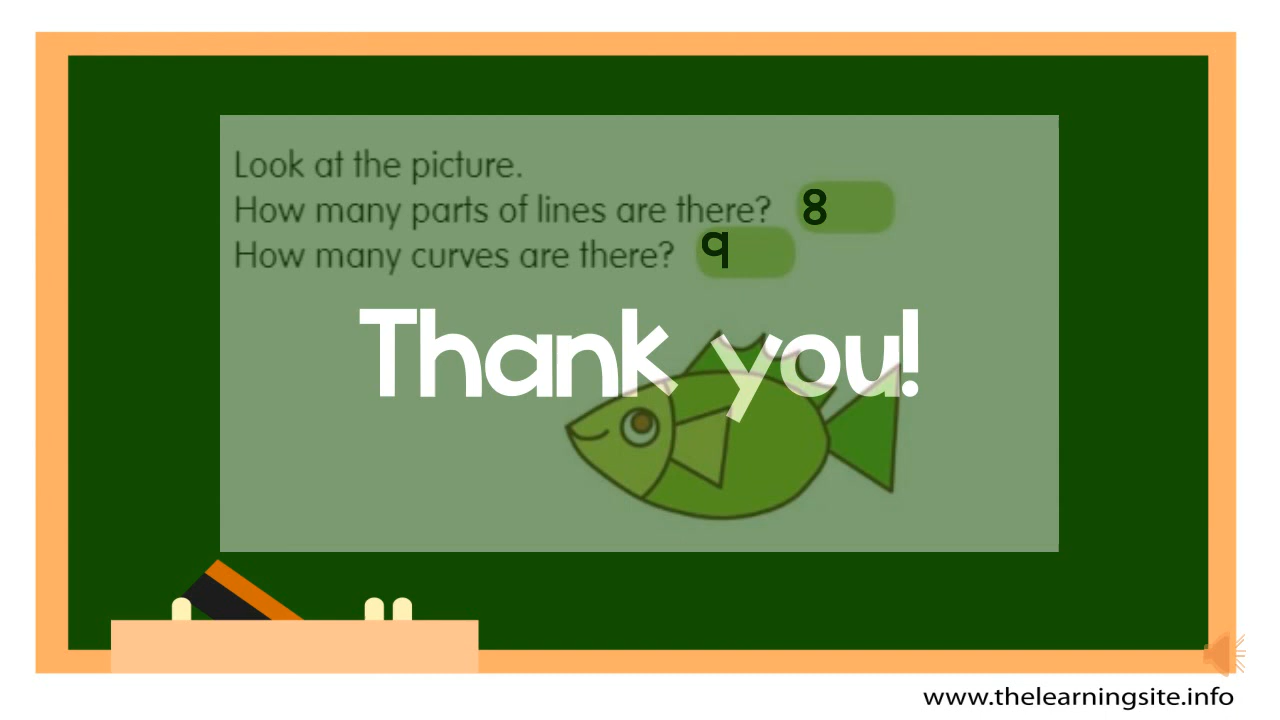 Look at the picture.
How many parts of lines are there? 8
How many curves are there? q
Thank you!
www.thelearningsite.info